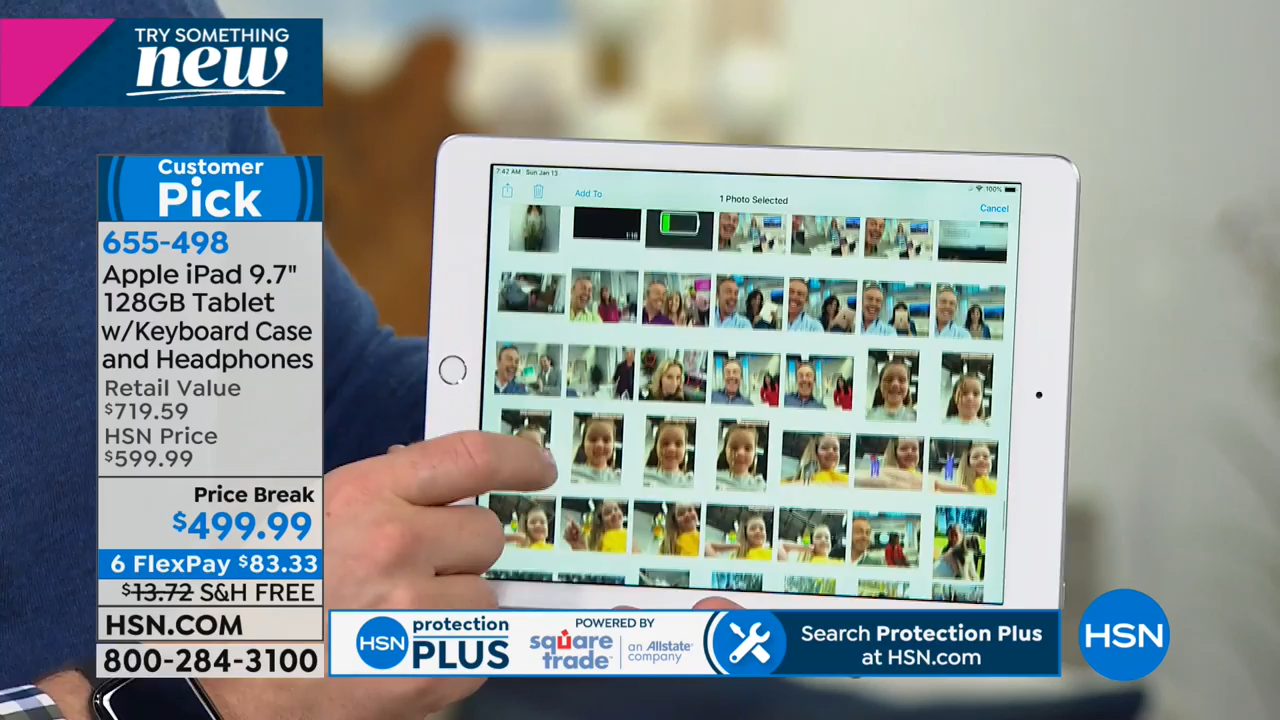 TRY SOMETHING
new
Customer
Pick
655-498
Apple iPad 9.7"
128GB Tablet
w/Keyboard Case
and Headphones
Retail Value
$719.59
HSN Price
$599.99
Price Break
$499.99
6 FlexPay $83.33
$13.72 S&H FREE
HSN.COM
800-284-3100
7:42 AM Sun Jan 13
100%
Add To
1 Photo Selected
Cancel
1:16
HSN
protection
PLUS
POWERED BY
square
trade
an Allstate
company
Search Protection Plus
at HSN.com
HSN